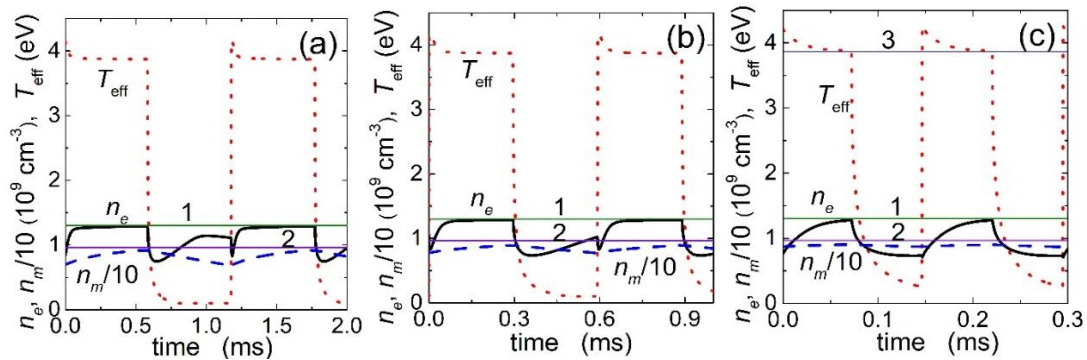 n_e, n_m/10 (10^9 cm^-3), T_eff (eV)
4
3
2
1
0
(a)
T_eff
n_e
1
2
n_m/10
0.0 0.5 1.0 1.5 2.0
time (ms)
n_e, n_m/10 (10^9 cm^-3), T_eff (eV)
4
3
2
1
0
(b)
T_eff
n_e
1
2
n_m/10
0.0 0.3 0.6 0.9
time (ms)
n_e, n_m/10 (10^9 cm^-3), T_eff (eV)
4
3
2
1
0
(c)
3
T_eff
n_e
1
2
n_m/10
0.0 0.1 0.2 0.3
time (ms)